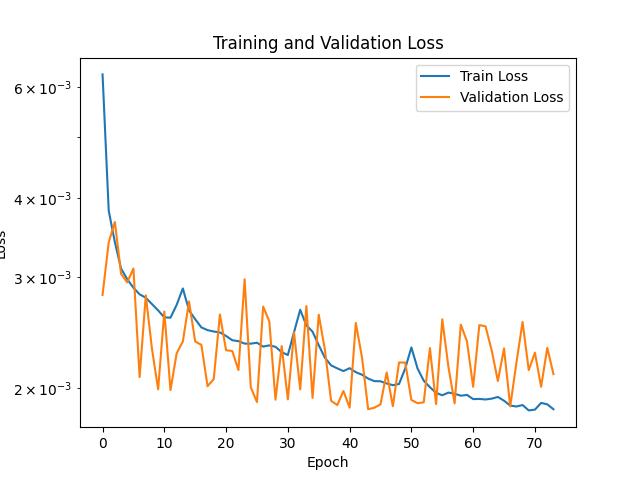 Training and Validation Loss
Train Loss
Validation Loss
6 × 10⁻³
4 × 10⁻³
3 × 10⁻³
2 × 10⁻³
Loss
0 10 20 30 40 50 60 70
Epoch